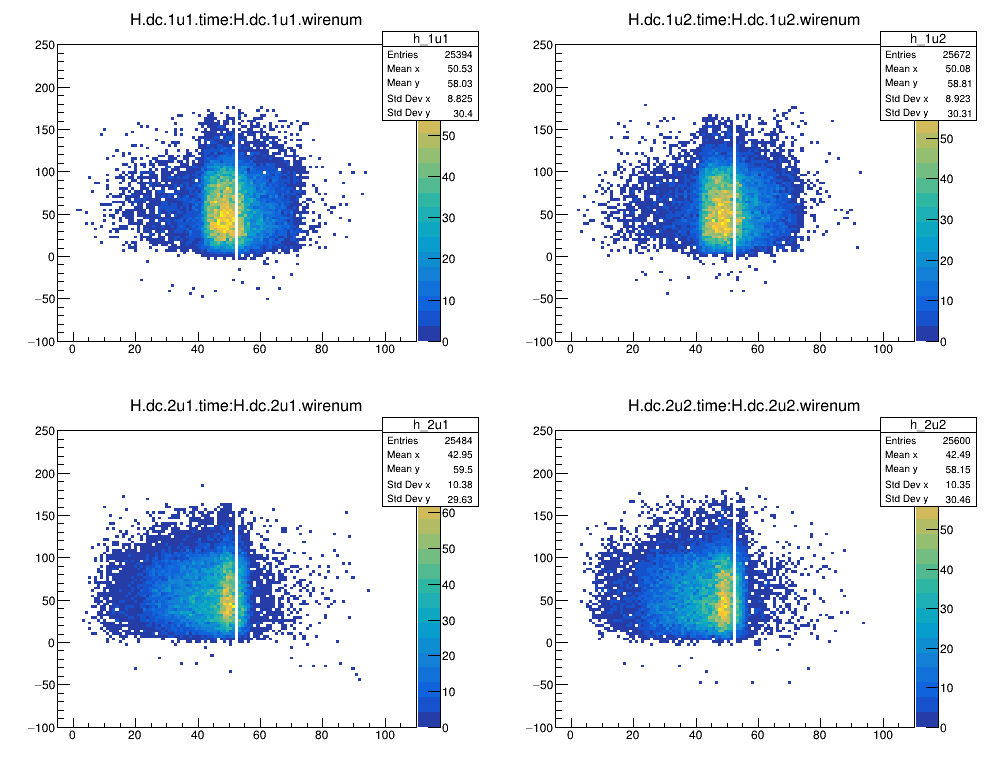 H.dc.1u1.time:H.dc.1u1.wirenum
h_1u1
Entries 25394
Mean x 50.53
Mean y 58.03
Std Dev x 8.825
Std Dev y 30.4
250
200
150
100
50
0
−50
−100
0 20 40 60 80 100
50
40
30
20
10
0
H.dc.1u2.time:H.dc.1u2.wirenum
h_1u2
Entries 25672
Mean x 50.08
Mean y 58.81
Std Dev x 8.923
Std Dev y 30.31
250
200
150
100
50
0
−50
−100
0 20 40 60 80 100
50
40
30
20
10
0
H.dc.2u1.time:H.dc.2u1.wirenum
h_2u1
Entries 25484
Mean x 42.95
Mean y 59.5
Std Dev x 10.38
Std Dev y 29.63
250
200
150
100
50
0
−50
−100
0 20 40 60 80 100
60
50
40
30
20
10
0
H.dc.2u2.time:H.dc.2u2.wirenum
h_2u2
Entries 25600
Mean x 42.49
Mean y 58.15
Std Dev x 10.35
Std Dev y 30.46
250
200
150
100
50
0
−50
−100
0 20 40 60 80 100
50
40
30
20
10
0